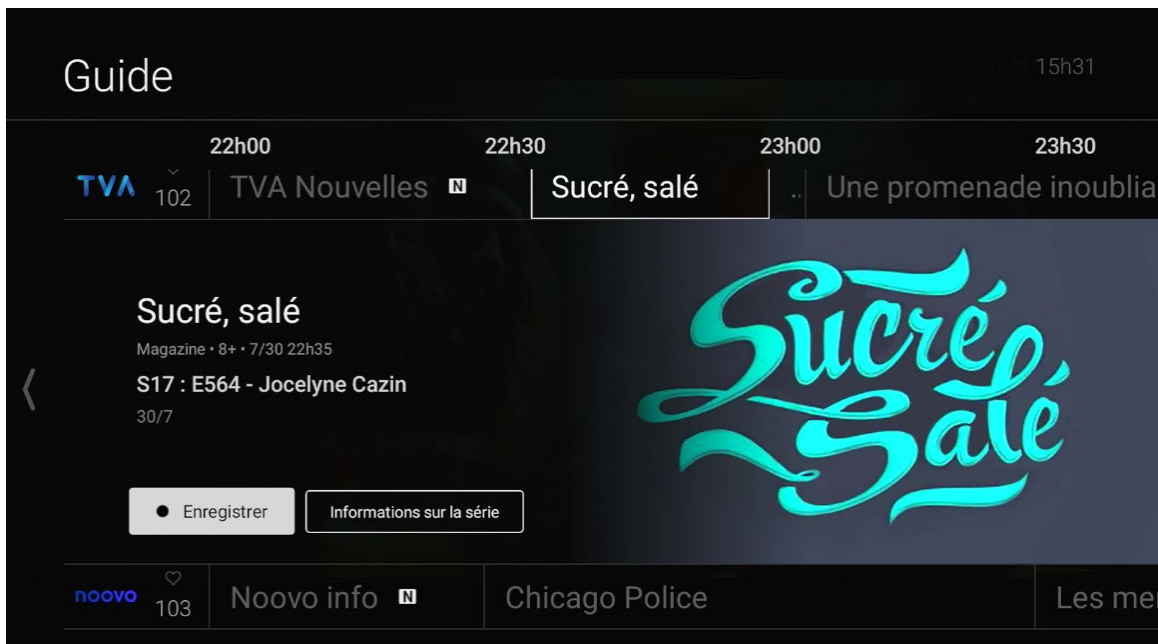 Guide
15h31
22h00 22h30 23h00 23h30
TVA 102 TVA Nouvelles N Sucré, salé .. Une promenade inoublia
Sucré, salé
Magazine • 8+ • 7/30 22h35
S17 : E564 - Jocelyne Cazin
30/7
Enregistrer Informations sur la série
Sucré
Salé
noovo 103 Noovo info N Chicago Police Les me